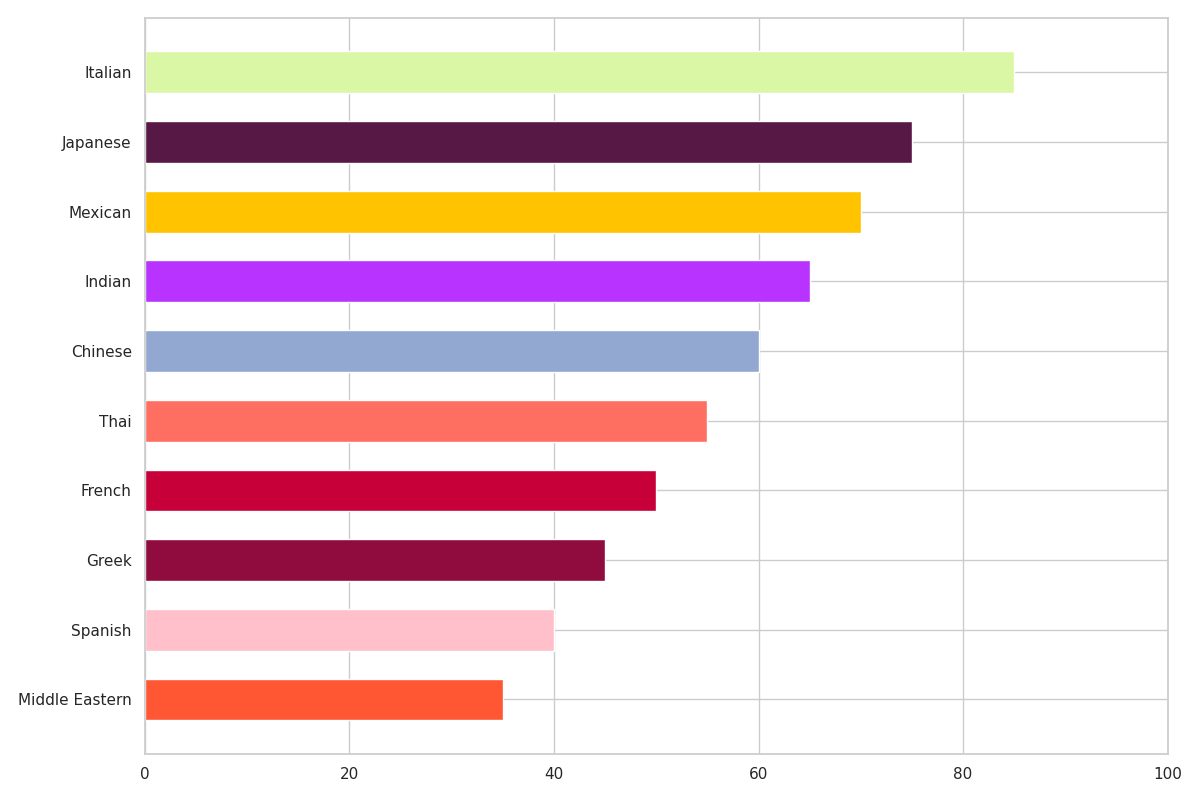 Italian
Japanese
Mexican
Indian
Chinese
Thai
French
Greek
Spanish
Middle Eastern
0 20 40 60 80 100